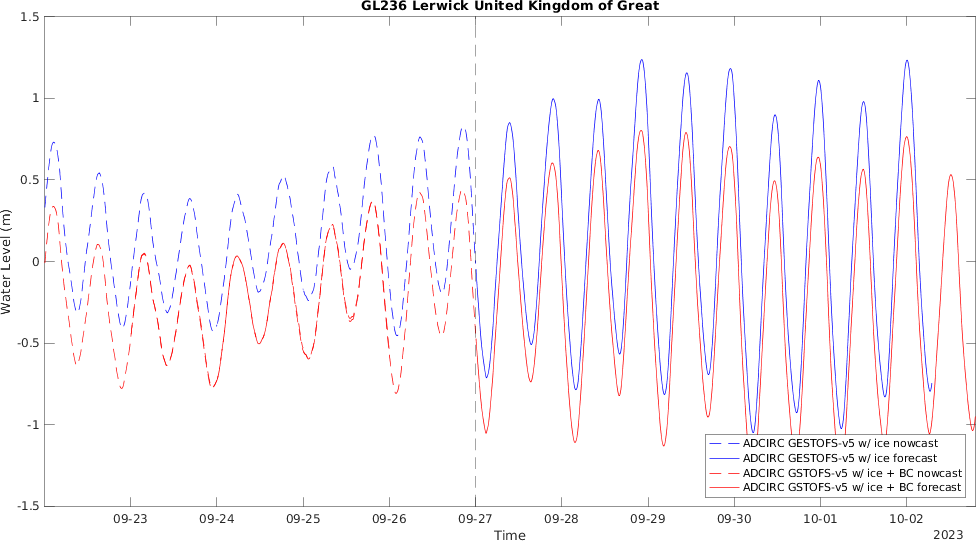 GL236 Lerwick United Kingdom of Great
1.5
1
0.5
0
-0.5
-1
-1.5
Water Level (m)
ADCIRC GESTOFS-v5 w/ ice nowcast
ADCIRC GESTOFS-v5 w/ ice forecast
ADCIRC GSTOFS-v5 w/ ice + BC nowcast
ADCIRC GSTOFS-v5 w/ ice + BC forecast
09-23 09-24 09-25 09-26 09-27 09-28 09-29 09-30 10-01 10-02
Time
2023